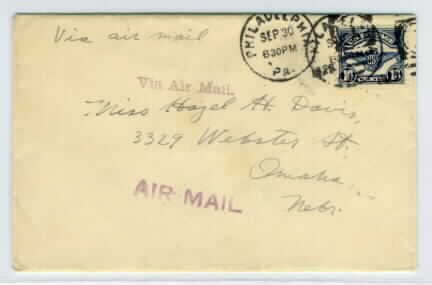 Via air mail
PHILADELPHIA
SEP 30
630PM
PA.
Via Air Mail.
Miss Hazel H. Davis,
3329 Webster St.
Omaha,
Nebr.
AIR MAIL